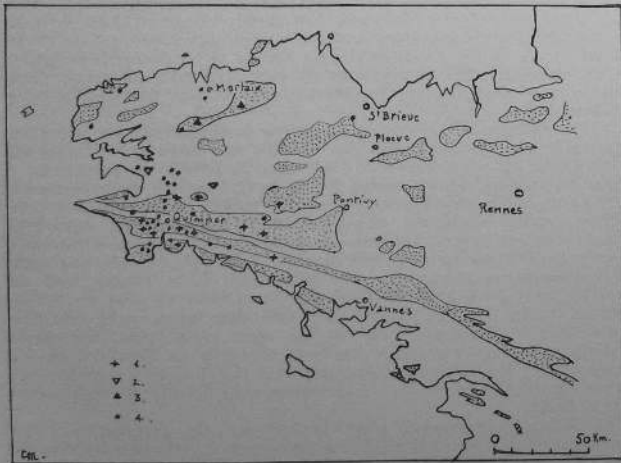 Morlaix
St Brieuc
Ploeuc
Pontivy
Rennes
Quimper
Vannes
1.
2.
3.
4.
0 50 Km.